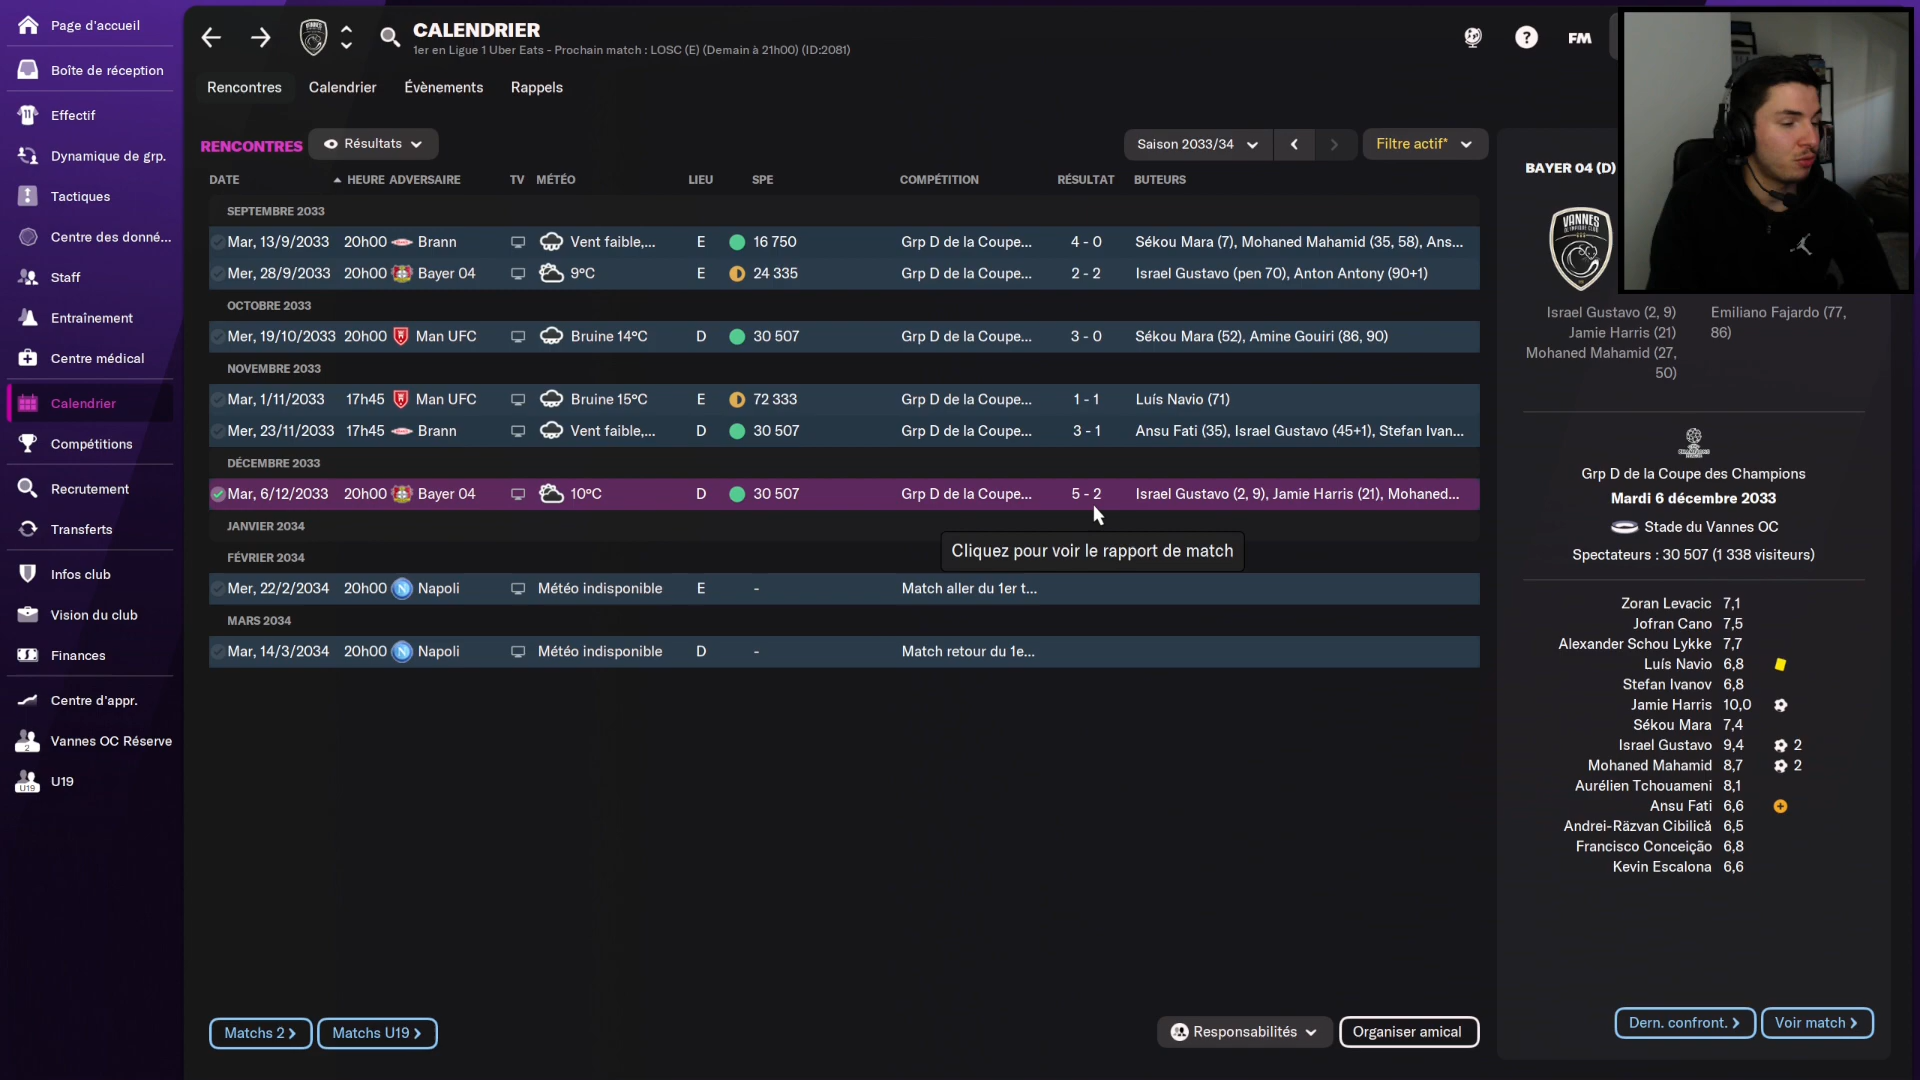 Page d'accueil
Boîte de réception
Effectif
Dynamique de grp.
Tactiques
Centre des donné...
Staff
Entraînement
Centre médical
Calendrier
Compétitions
Recrutement
Transferts
Infos club
Vision du club
Finances
Centre d'appr.
2 Vannes OC Réserve
U19 U19
CALENDRIER
1er en Ligue 1 Uber Eats - Prochain match : LOSC (E) (Demain à 21h00) (ID:2081)
? FM
Rencontres Calendrier Évènements Rappels
RENCONTRES Résultats Saison 2033/34 Filtre actif*
DATE HEURE ADVERSAIRE TV MÉTÉO LIEU SPE COMPÉTITION RÉSULTAT BUTEURS
SEPTEMBRE 2033
Mar, 13/9/2033 20h00 Brann Vent faible,... E 16 750 Grp D de la Coupe... 4 - 0 Sékou Mara (7), Mohaned Mahamid (35, 58), Ans...
Mer, 28/9/2033 20h00 Bayer 04 9°C E 24 335 Grp D de la Coupe... 2 - 2 Israel Gustavo (pen 70), Anton Antony (90+1)
OCTOBRE 2033
Mer, 19/10/2033 20h00 Man UFC Bruine 14°C D 30 507 Grp D de la Coupe... 3 - 0 Sékou Mara (52), Amine Gouiri (86, 90)
NOVEMBRE 2033
Mar, 1/11/2033 17h45 Man UFC Bruine 15°C E 72 333 Grp D de la Coupe... 1 - 1 Luís Navio (71)
Mer, 23/11/2033 17h45 Brann Vent faible,... D 30 507 Grp D de la Coupe... 3 - 1 Ansu Fati (35), Israel Gustavo (45+1), Stefan Ivan...
DÉCEMBRE 2033
Mar, 6/12/2033 20h00 Bayer 04 10°C D 30 507 Grp D de la Coupe... 5 - 2 Israel Gustavo (2, 9), Jamie Harris (21), Mohaned...
JANVIER 2034
Cliquez pour voir le rapport de match
FÉVRIER 2034
Mer, 22/2/2034 20h00 Napoli Météo indisponible E - Match aller du 1er t...
MARS 2034
Mar, 14/3/2034 20h00 Napoli Météo indisponible D - Match retour du 1e...
Matchs 2 Matchs U19 Responsabilités Organiser amical
BAYER 04 (D)
VANNES
Israel Gustavo (2, 9)
Jamie Harris (21)
Mohaned Mahamid (27,
50)
Emiliano Fajardo (77,
86)
Grp D de la Coupe des Champions
Mardi 6 décembre 2033
Stade du Vannes OC
Spectateurs : 30 507 (1 338 visiteurs)
Zoran Levacic 7,1
Jofran Cano 7,5
Alexander Schou Lykke 7,7
Luís Navio 6,8
Stefan Ivanov 6,8
Jamie Harris 10,0
Sékou Mara 7,4
Israel Gustavo 9,4 2
Mohaned Mahamid 8,7 2
Aurélien Tchouameni 8,1
Ansu Fati 6,6
Andrei-Răzvan Cibilică 6,5
Francisco Conceição 6,8
Kevin Escalona 6,6
Dern. confront. Voir match